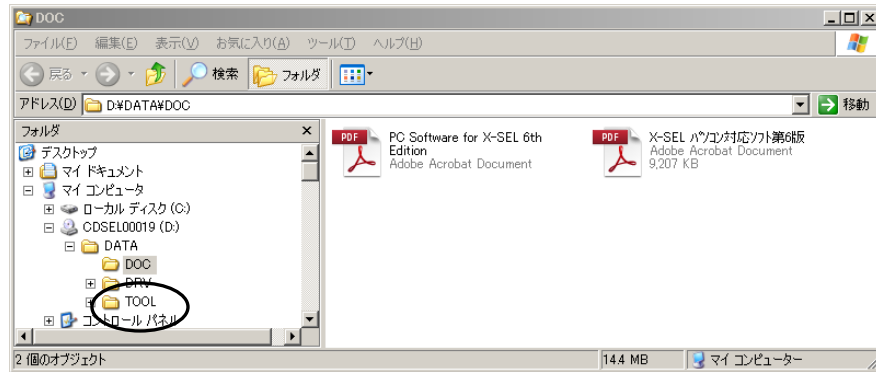 DOC
ファイル(F) 編集(E) 表示(V) お気に入り(A) ツール(T) ヘルプ(H)
戻る 検索 フォルダ
アドレス(D) D:¥DATA¥DOC 移動
フォルダ
デスクトップ
マイ ドキュメント
マイ コンピュータ
ローカル ディスク (C:)
CDSEL00019 (D:)
DATA
DOC
DRV
TOOL
コントロール パネル
PDF
PC Software for X-SEL 6th
Edition
Adobe Acrobat Document
PDF
X-SEL パソコン対応ソフト第6版
Adobe Acrobat Document
9,207 KB
2 個のオブジェクト 14.4 MB マイ コンピューター